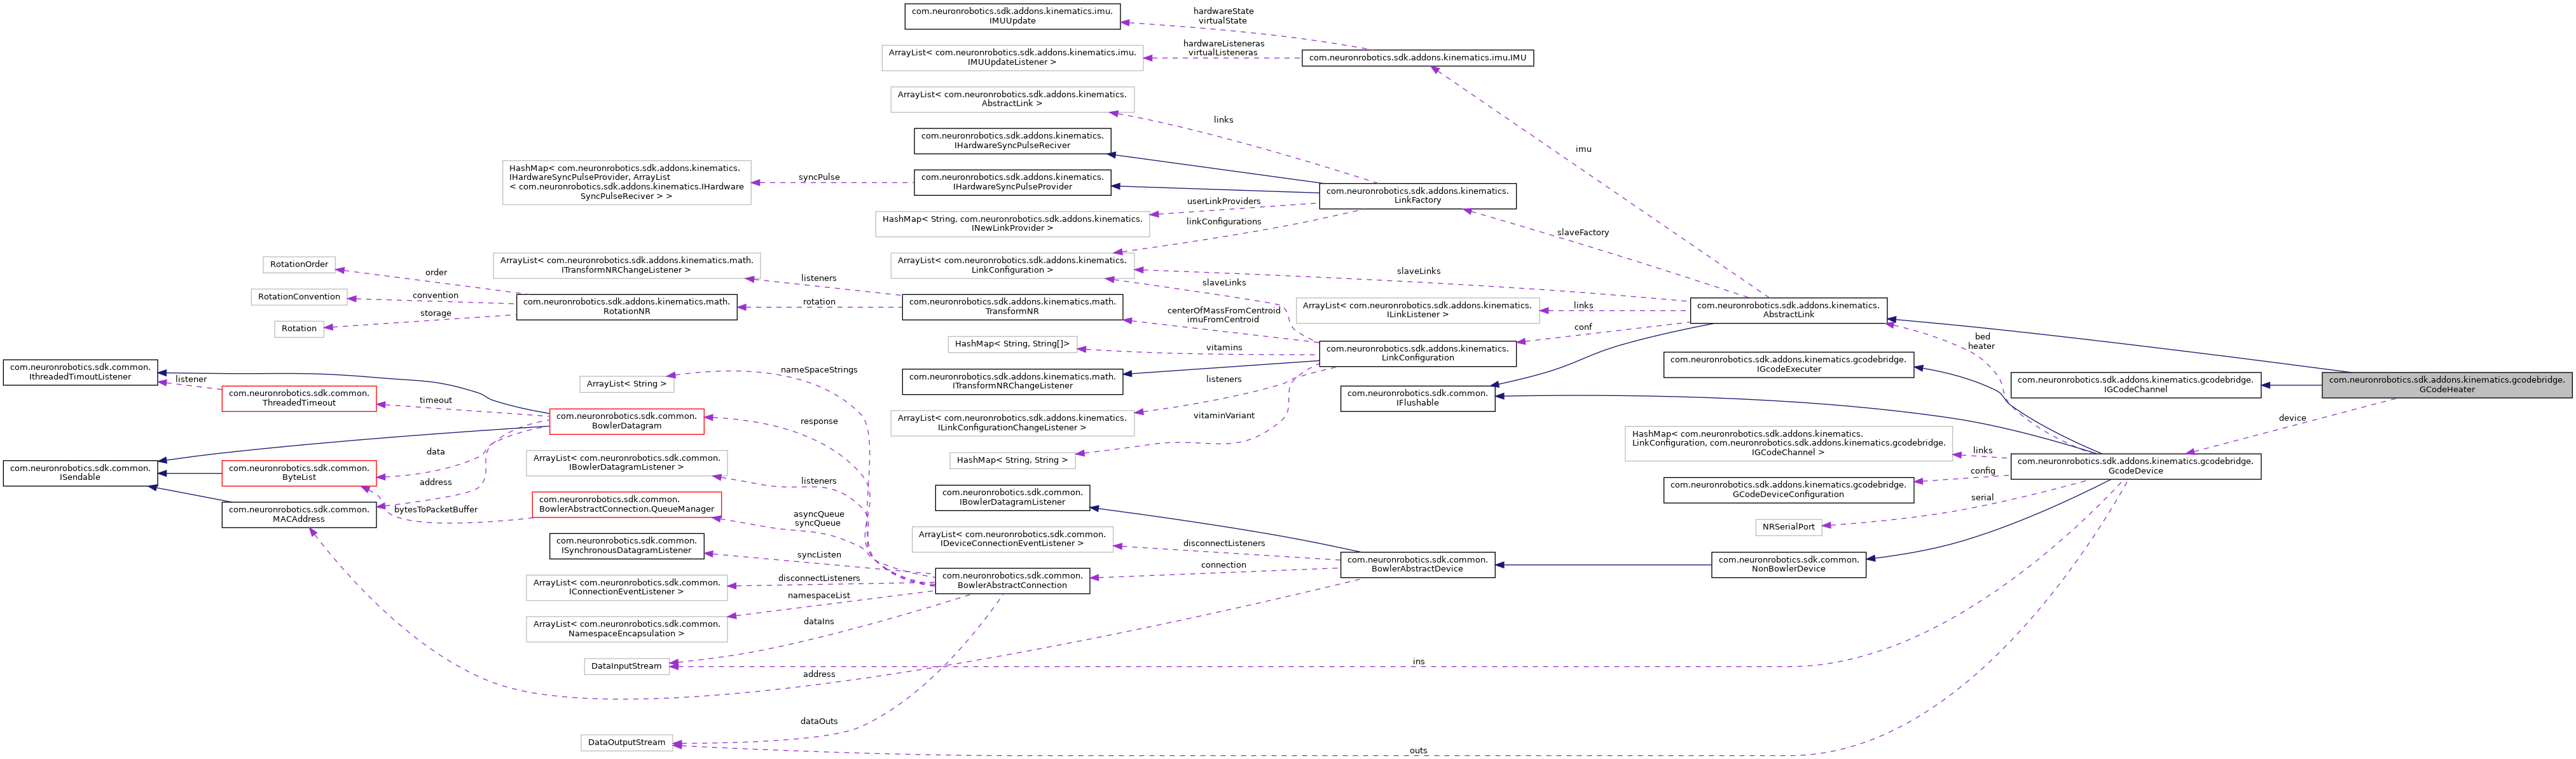 com.neuronrobotics.sdk.addons.kinematics.imu.
IMUUpdate
hardwareState
virtualState
ArrayList< com.neuronrobotics.sdk.addons.kinematics.imu.
IMUUpdateListener >
hardwareListeneras
virtualListeneras
com.neuronrobotics.sdk.addons.kinematics.imu.IMU
ArrayList< com.neuronrobotics.sdk.addons.kinematics.
AbstractLink >
links
com.neuronrobotics.sdk.addons.kinematics.
IHardwareSyncPulseReciver
imu
HashMap< com.neuronrobotics.sdk.addons.kinematics.
IHardwareSyncPulseProvider, ArrayList
< com.neuronrobotics.sdk.addons.kinematics.IHardware
SyncPulseReciver > >
syncPulse
com.neuronrobotics.sdk.addons.kinematics.
IHardwareSyncPulseProvider
com.neuronrobotics.sdk.addons.kinematics.
LinkFactory
userLinkProviders
HashMap< String, com.neuronrobotics.sdk.addons.kinematics.
INewLinkProvider >
linkConfigurations
slaveFactory
RotationOrder
order
ArrayList< com.neuronrobotics.sdk.addons.kinematics.math.
ITransformNRChangeListener >
listeners
ArrayList< com.neuronrobotics.sdk.addons.kinematics.
LinkConfiguration >
slaveLinks
slaveLinks
RotationConvention
convention
com.neuronrobotics.sdk.addons.kinematics.math.
RotationNR
rotation
com.neuronrobotics.sdk.addons.kinematics.math.
TransformNR
centerOfMassFromCentroid
imuFromCentroid
ArrayList< com.neuronrobotics.sdk.addons.kinematics.
ILinkListener >
links
com.neuronrobotics.sdk.addons.kinematics.
AbstractLink
Rotation
storage
conf
bed
heater
HashMap< String, String[]>
vitamins
com.neuronrobotics.sdk.addons.kinematics.
LinkConfiguration
com.neuronrobotics.sdk.addons.kinematics.gcodebridge.
IGcodeExecuter
com.neuronrobotics.sdk.common.
IthreadedTimoutListener
listener
nameSpaceStrings
ArrayList< String >
com.neuronrobotics.sdk.addons.kinematics.math.
ITransformNRChangeListener
listeners
com.neuronrobotics.sdk.addons.kinematics.gcodebridge.
IGCodeChannel
com.neuronrobotics.sdk.addons.kinematics.gcodebridge.
GCodeHeater
com.neuronrobotics.sdk.common.
ThreadedTimeout
timeout
com.neuronrobotics.sdk.common.
IFlushable
com.neuronrobotics.sdk.common.
BowlerDatagram
response
ArrayList< com.neuronrobotics.sdk.addons.kinematics.
ILinkConfigurationChangeListener >
vitaminVariant
device
HashMap< com.neuronrobotics.sdk.addons.kinematics.
LinkConfiguration, com.neuronrobotics.sdk.addons.kinematics.gcodebridge.
IGCodeChannel >
links
data
HashMap< String, String >
com.neuronrobotics.sdk.common.
ISendable
com.neuronrobotics.sdk.common.
ByteList
address
ArrayList< com.neuronrobotics.sdk.common.
IBowlerDatagramListener >
listeners
com.neuronrobotics.sdk.addons.kinematics.gcodebridge.
GcodeDevice
config
com.neuronrobotics.sdk.addons.kinematics.gcodebridge.
GCodeDeviceConfiguration
serial
com.neuronrobotics.sdk.common.
IBowlerDatagramListener
com.neuronrobotics.sdk.common.
BowlerAbstractConnection.QueueManager
bytesToPacketBuffer
com.neuronrobotics.sdk.common.
MACAddress
asyncQueue
syncQueue
NRSerialPort
com.neuronrobotics.sdk.common.
ISynchronousDatagramListener
syncListen
ArrayList< com.neuronrobotics.sdk.common.
IDeviceConnectionEventListener >
disconnectListeners
com.neuronrobotics.sdk.common.
BowlerAbstractDevice
com.neuronrobotics.sdk.common.
NonBowlerDevice
connection
com.neuronrobotics.sdk.common.
BowlerAbstractConnection
ArrayList< com.neuronrobotics.sdk.common.
IConnectionEventListener >
disconnectListeners
namespaceList
ArrayList< com.neuronrobotics.sdk.common.
NamespaceEncapsulation >
dataIns
DataInputStream
ins
address
dataOuts
DataOutputStream
outs